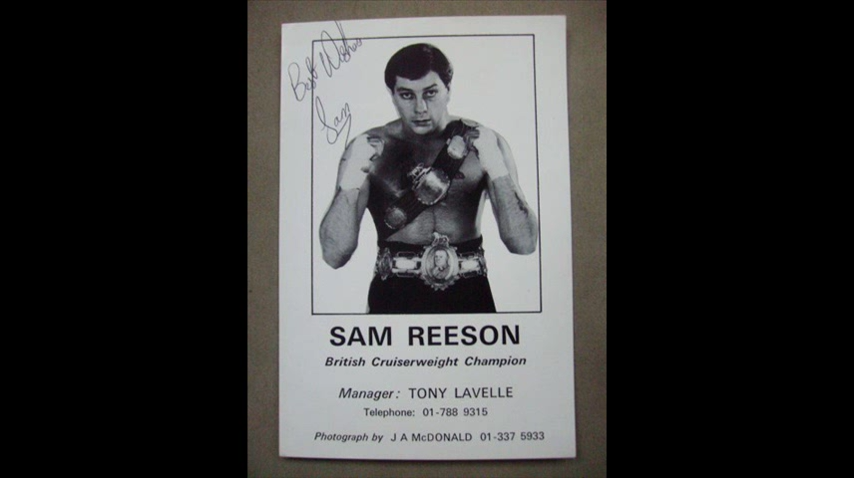 Best Wishes
Sam
SAM REESON
British Cruiserweight Champion
Manager: TONY LAVELLE
Telephone: 01-788 9315
Photograph by J A McDONALD 01-337 5933